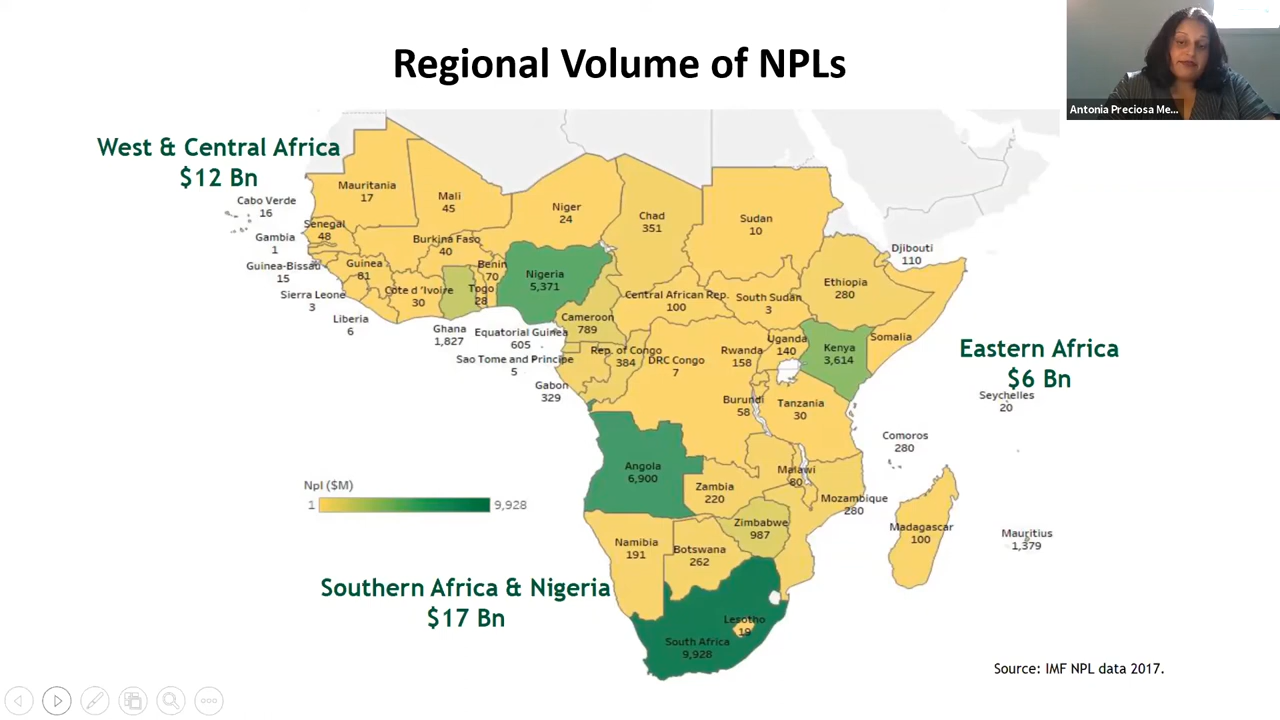 Regional Volume of NPLs
Antonia Preciosa Me...
West & Central Africa
$12 Bn
Mauritania
17
Mali
45
Niger
24
Chad
351
Sudan
10
Cabo Verde
16
Senegal
48
Gambia
1
Burkina Faso
40
Djibouti
110
Guinea-Bissau
15
Guinea
81
Benin
70
Nigeria
5,371
Ethiopia
280
Sierra Leone
3
Côte d'Ivoire
30
Togo
28
Central African Rep.
100
South Sudan
3
Liberia
6
Ghana
1,827
Equatorial Guinea
605
Cameroon
789
Uganda
140
Kenya
3,614
Somalia
Sao Tome and Principe
5
Rep. of Congo
384
DRC Congo
7
Rwanda
158
Eastern Africa
$6 Bn
Gabon
329
Burundi
58
Tanzania
30
Seychelles
20
Comoros
280
Angola
6,900
Malawi
80
Zambia
220
Mozambique
280
Npl ($M)
1
9,928
Zimbabwe
987
Madagascar
100
Mauritius
1,379
Namibia
191
Botswana
262
Southern Africa & Nigeria
$17 Bn
Lesotho
19
South Africa
9,928
Source: IMF NPL data 2017.